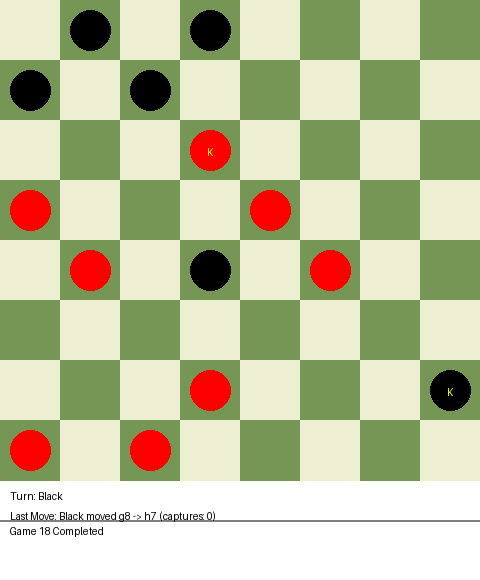 K
K
Turn: Black
Last Move: Black moved g8 -> h7 (captures: 0)
Game 18 Completed